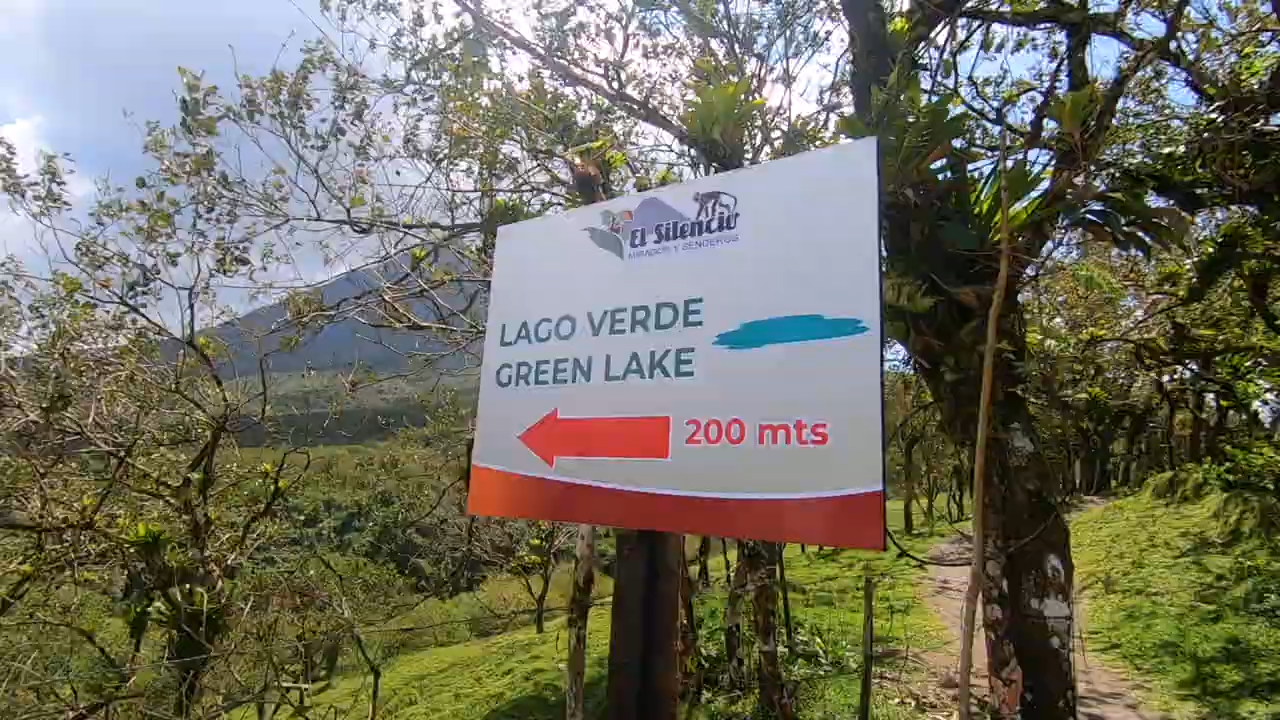 El Silencio
MIRADOR Y SENDEROS
LAGO VERDE
GREEN LAKE
200 mts